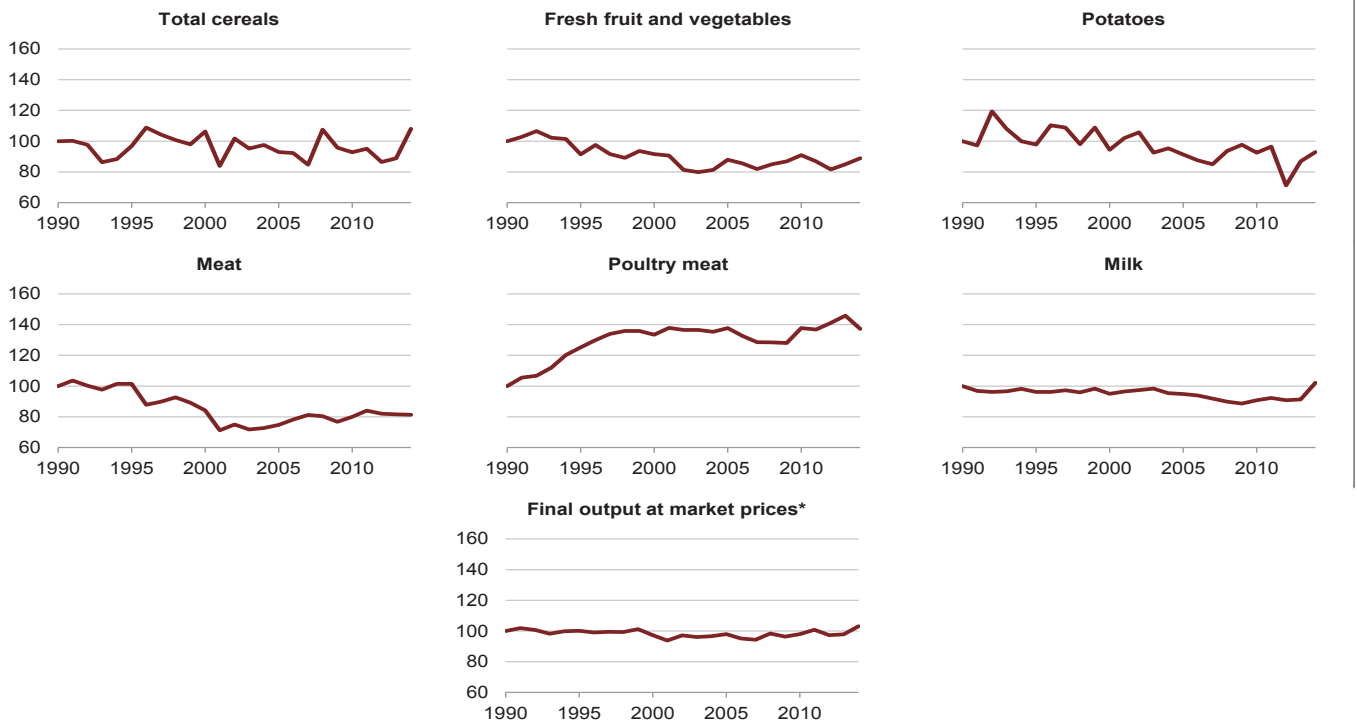 Total cereals
160
140
120
100
80
60
1990 1995 2000 2005 2010
Fresh fruit and vegetables
1990 1995 2000 2005 2010
Potatoes
1990 1995 2000 2005 2010
Meat
160
140
120
100
80
60
1990 1995 2000 2005 2010
Poultry meat
1990 1995 2000 2005 2010
Milk
1990 1995 2000 2005 2010
Final output at market prices*
160
140
120
100
80
60
1990 1995 2000 2005 2010